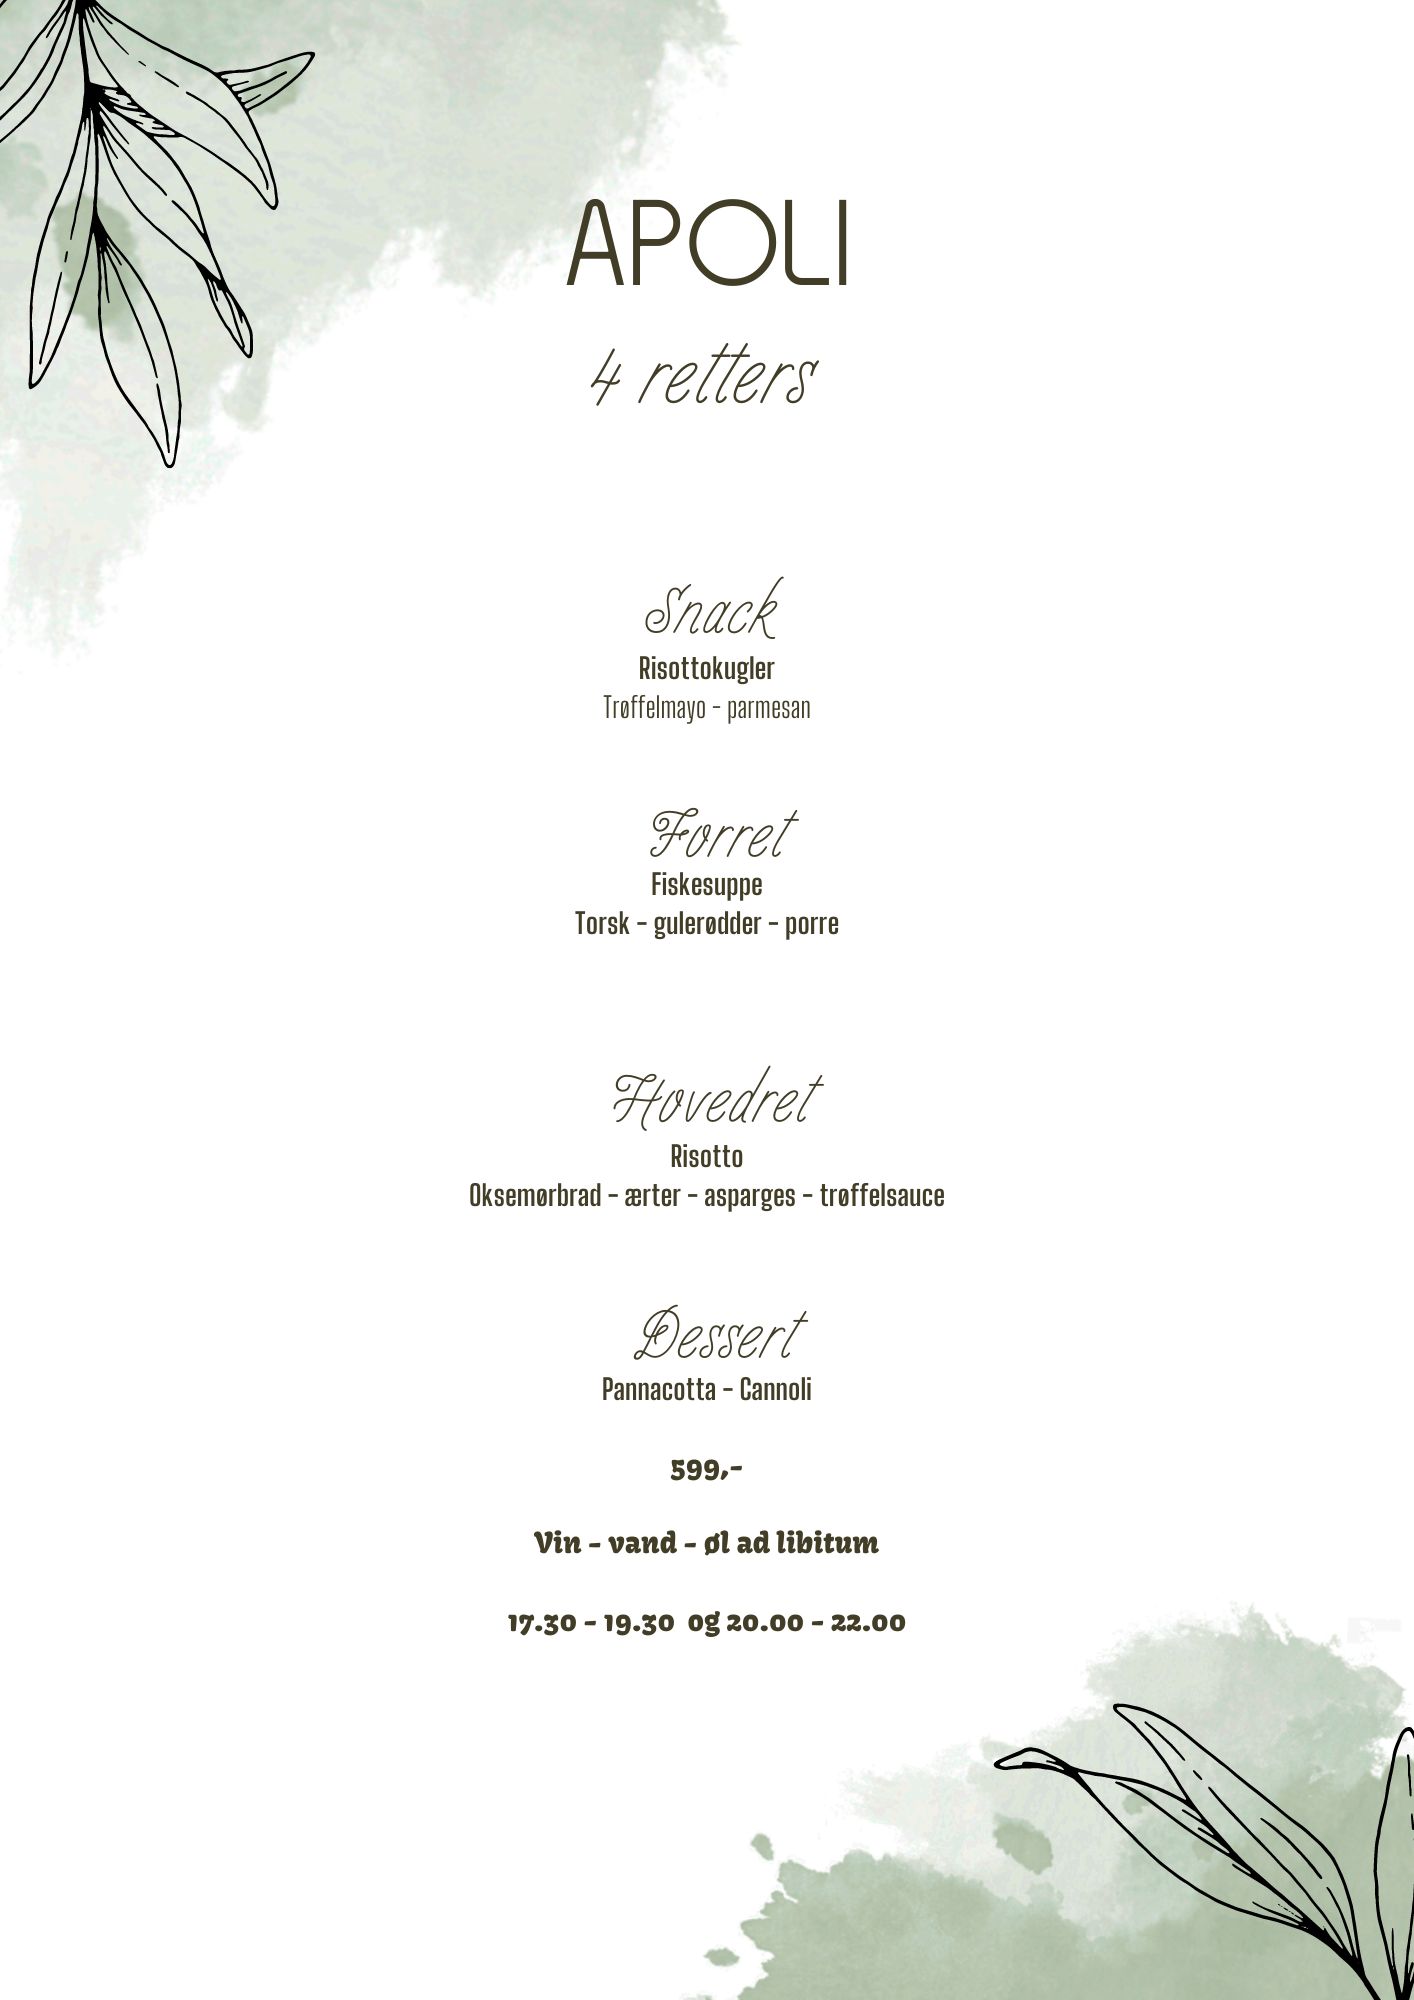 APOLI
4 retters
Snack
Risottokugler
Trøffelmayo - parmesan
Forret
Fiskesuppe
Torsk - gulerødder - porre
Hovedret
Risotto
Oksemørbrad - ærter - asparges - trøffelsauce
Dessert
Pannacotta - Cannoli
599,-
Vin - vand - øl ad libitum
17.30 - 19.30 og 20.00 - 22.00